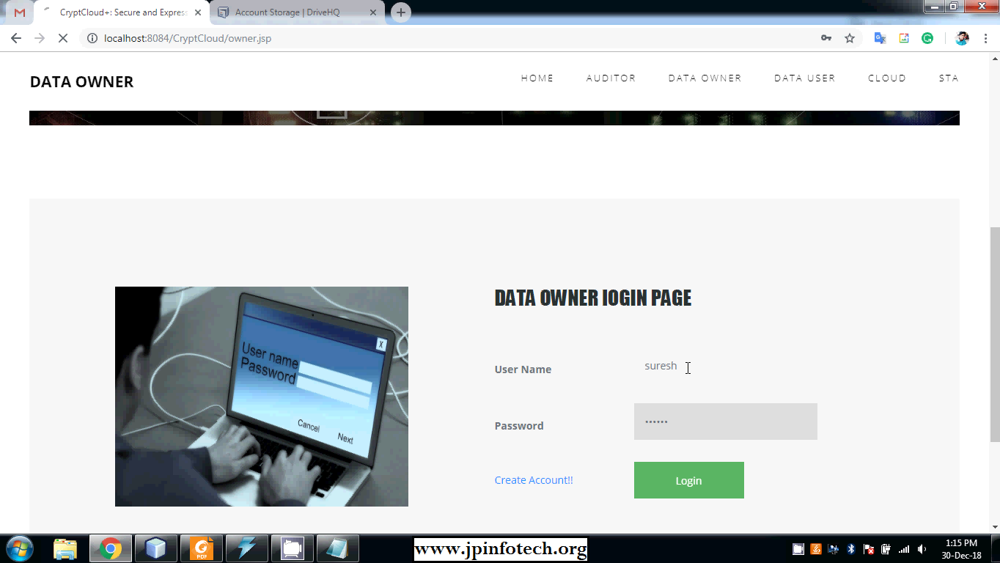 CryptCloud+: Secure and Express
Account Storage | DriveHQ
localhost:8084/CryptCloud/owner.jsp
DATA OWNER
HOME
AUDITOR
DATA OWNER
DATA USER
CLOUD
STA
DATA OWNER lOGIN PAGE
User name
Password
X
Cancel
Next
User Name
suresh
Password
••••••
Create Account!!
Login
PDF
www.jpinfotech.org
1:15 PM
30-Dec-18